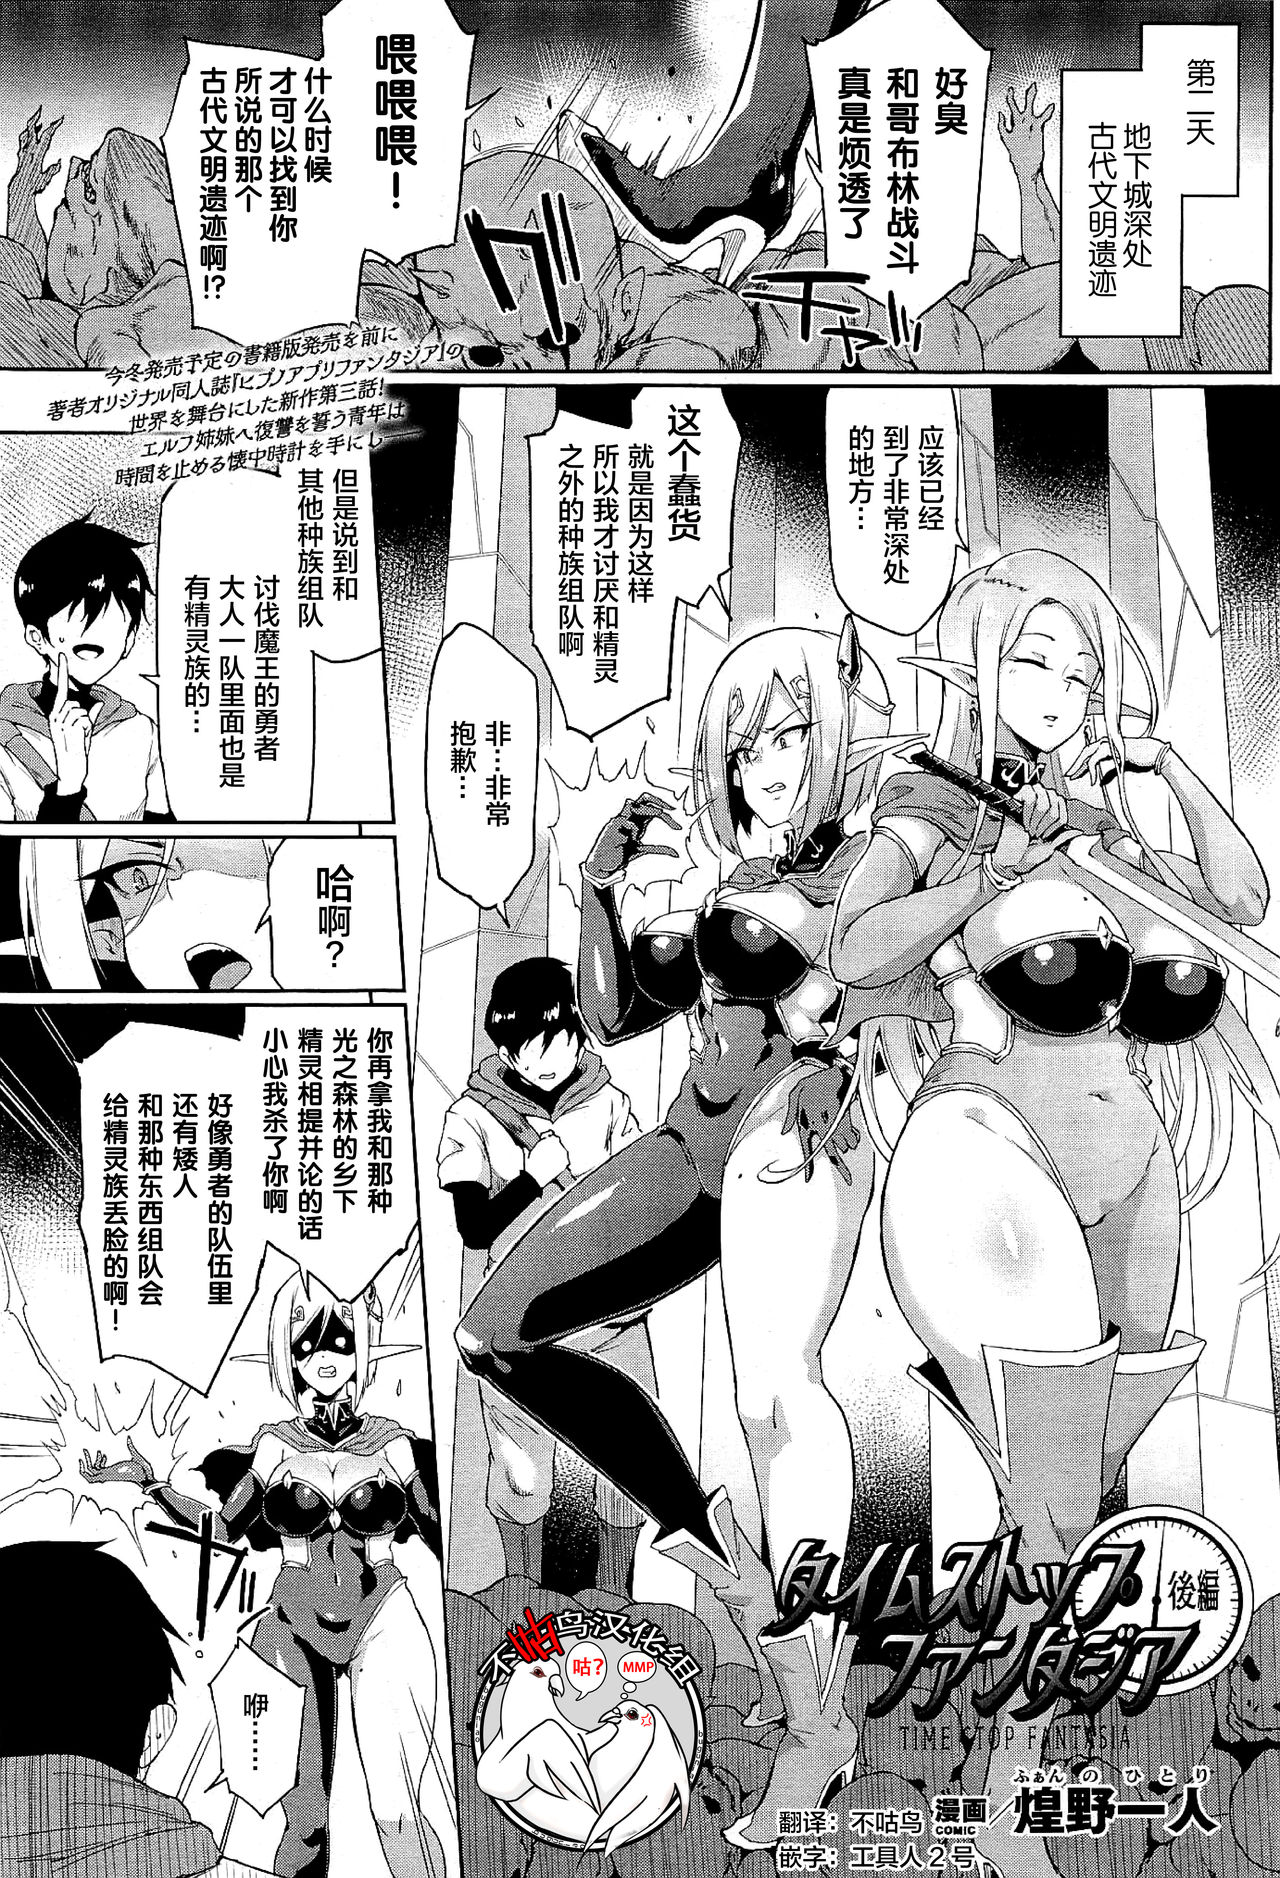 第二天
地下城深处
古代文明遗迹
好臭
和哥布林战斗
真是烦透了
喂喂喂！
什么时候
才可以找到你
所说的那个
古代文明遗迹啊!?
グッ
チャッ
今冬発売予定の書籍版発売を前に
著者オリジナル同人誌『ヒプノアプリファンタジア』の
世界を舞台にした新作第三話!
エルフ姉妹へ復讐を誓う青年は
時間を止める懐中時計を手にし――
应该已经
到了非常深处
的地方…
这个蠢货
就是因为这样
所以我才讨厌和精灵
之外的种族组队啊
非…非常
抱歉…
但是说到和
其他种族组队
讨伐魔王的勇者
大人一队里面也是
有精灵族的…
哈啊?
你再拿我和那种
光之森林的乡下
精灵相提并论的话
小心我杀了你啊
好像勇者的队伍里
还有矮人
和那种东西组队会
给精灵族丢脸的啊！
咿……
タイムストップ
ファンタジア
後編
TIME STOP FANTASIA
ふぁんのひとり
漫画
COMIC
煌野一人
翻译：不咕鸟
嵌字：工具人2号
不咕鸟汉化组
咕?
MMP